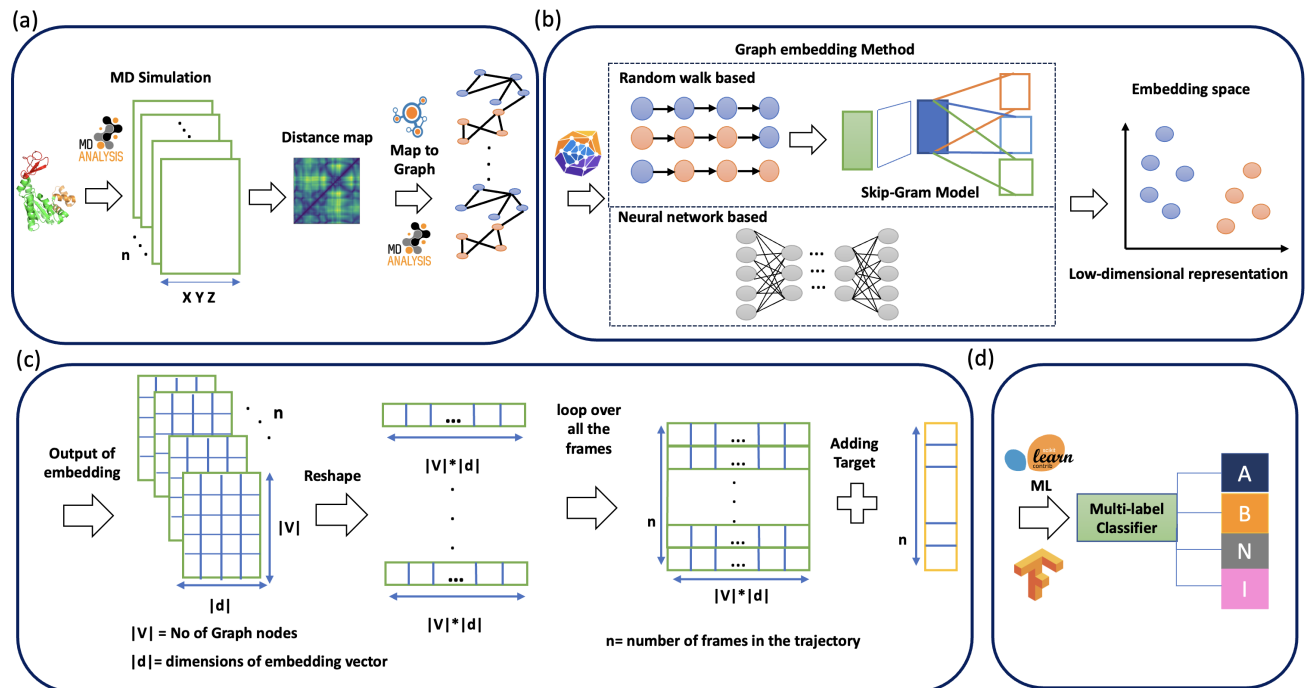 (a)
MD Simulation
MD
ANALYSIS
n
X Y Z
Distance map
Map to
Graph
MD
ANALYSIS
(b)
Graph embedding Method
Random walk based
Skip-Gram Model
Neural network based
...
...
...
Embedding space
Low-dimensional representation
(c)
Output of
embedding
n
|V|
|d|
|V| = No of Graph nodes
|d|= dimensions of embedding vector
Reshape
...
|V|*|d|
...
|V|*|d|
loop over
all the
frames
...
...
n
...
...
|V|*|d|
n= number of frames in the trajectory
Adding
Target
n
(d)
learn
contrib
ML
Multi-label
Classifier
A
B
N
I